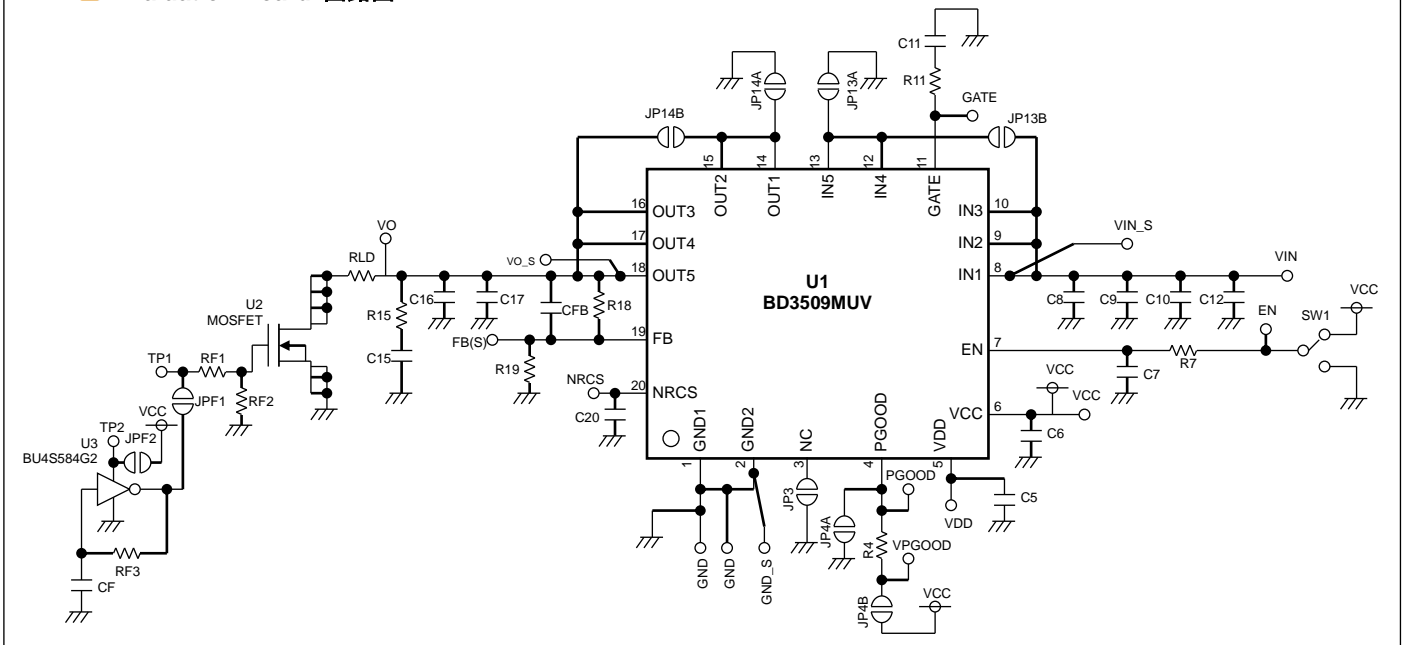 C11
R11
GATE
JP14A
JP13A
JP14B
JP13B
15
14
13
12
11
OUT2
OUT1
IN5
IN4
GATE
16
OUT3
IN3
10
17
OUT4
IN2
9
VO
VO_S
18
OUT5
IN1
8
VIN_S
VIN
RLD
U1
BD3509MUV
C16
C17
CFB
R18
C8
C9
C10
C12
VCC
U2
MOSFET
R15
EN
SW1
FB(S)
19
FB
EN
7
TP1
RF1
C15
R19
C7
R7
NRCS
20
NRCS
VCC
VCC
RF2
JPF1
VCC
C20
VCC
6
C6
TP2
JPF2
U3
BU4S584G2
GND1
GND2
NC
PGOOD
VDD
1
2
3
4
5
PGOOD
C5
JP3
JP4A
VDD
R4
VPGOOD
RF3
CF
GND
GND
GND_S
JP4B
VCC